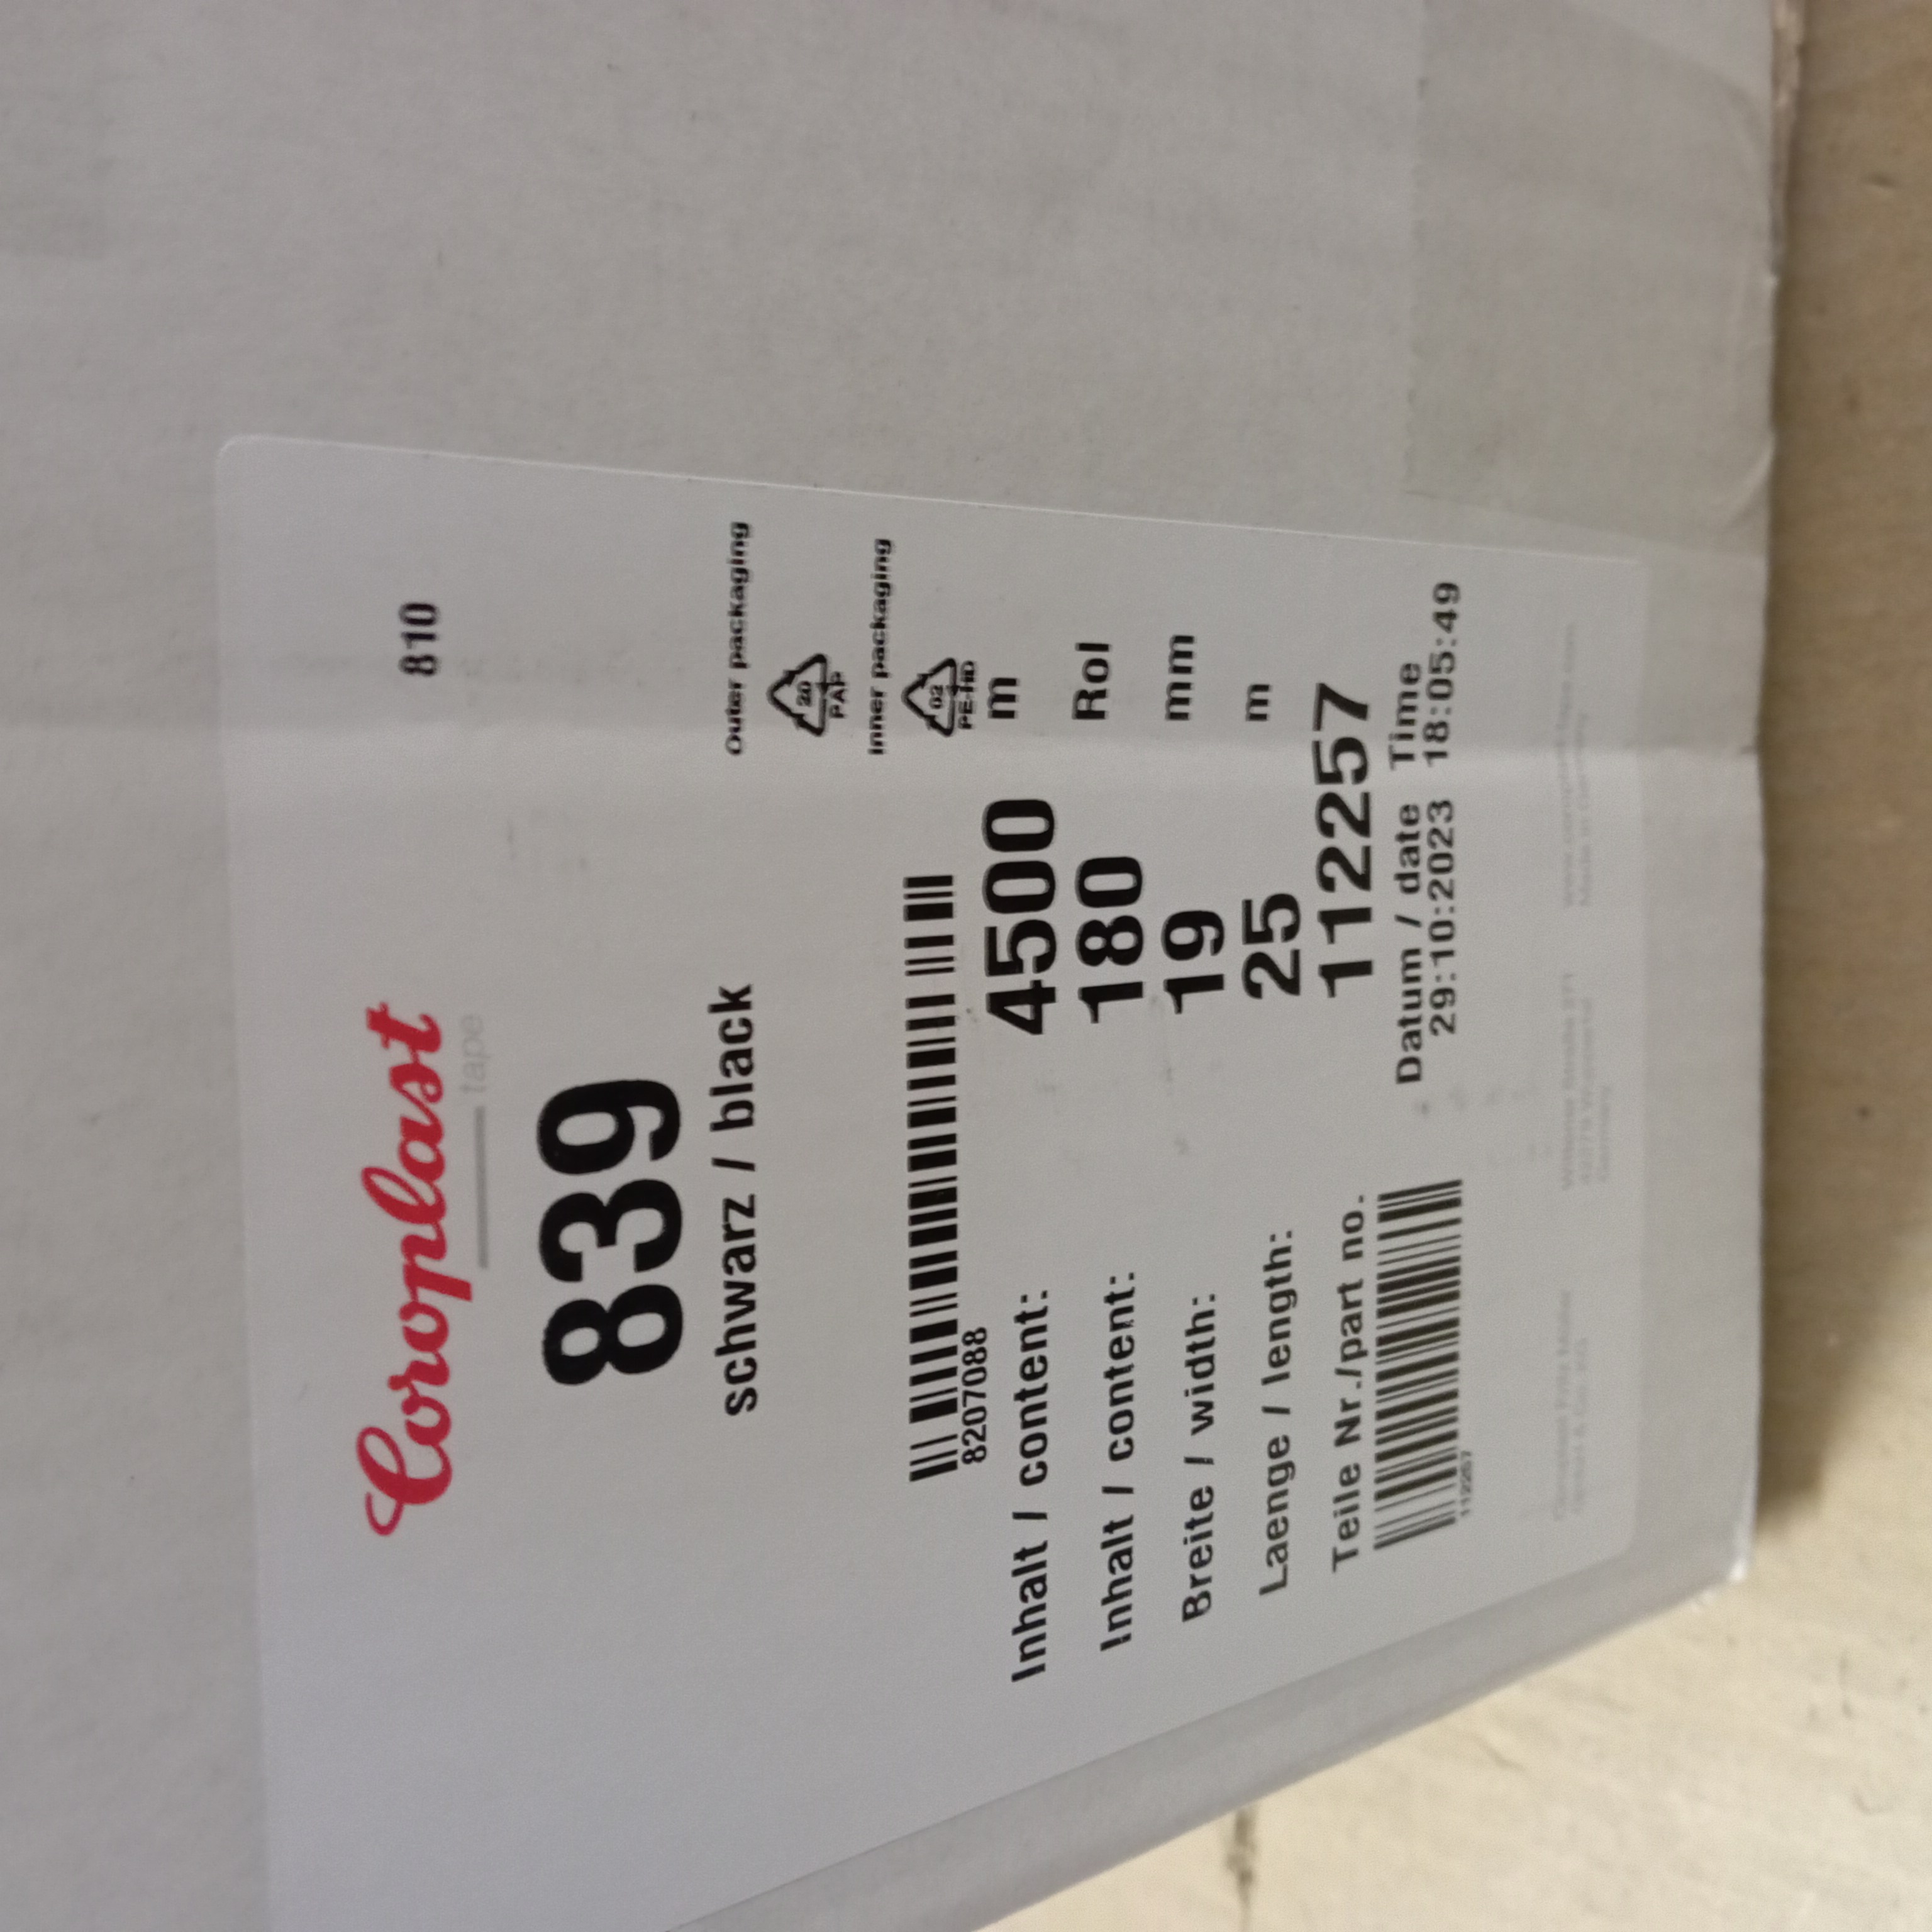 Coroplast
tape
810
839
schwarz / black
Outer packaging
20
PAP
Inner packaging
02
PE-HD
8207088
Inhalt / content: 4500 m
Inhalt / content: 180 Rol
Breite / width: 19 mm
Laenge / length: 25 m
Teile Nr./part no. 112257
112257
Datum / date Time
29:10:2023 18:05:49